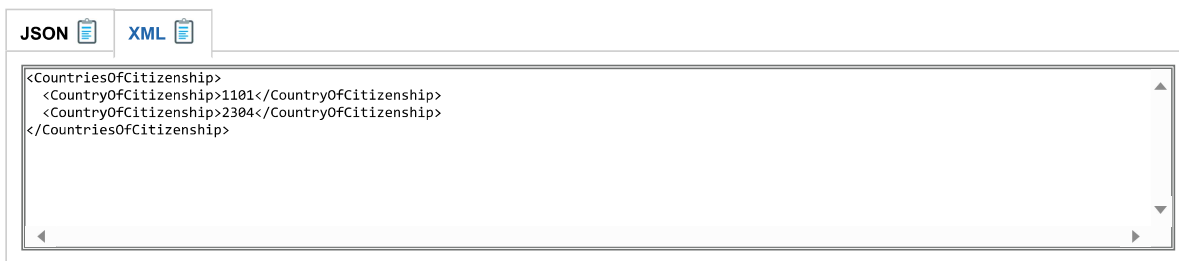 JSON XML
<CountriesOfCitizenship>
  <CountryOfCitizenship>1101</CountryOfCitizenship>
  <CountryOfCitizenship>2304</CountryOfCitizenship>
</CountriesOfCitizenship>